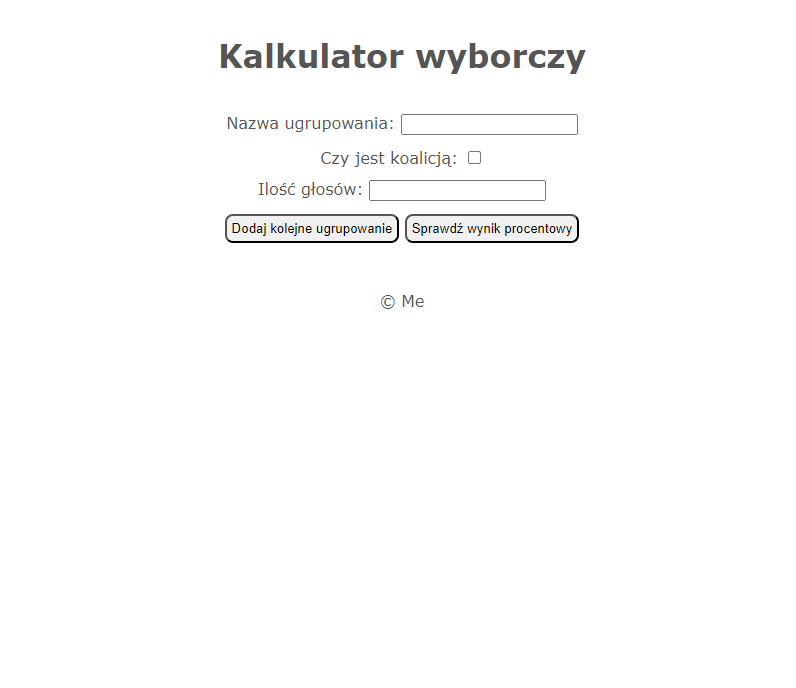 Kalkulator wyborczy
Nazwa ugrupowania:
Czy jest koalicją:
Ilość głosów:
Dodaj kolejne ugrupowanie Sprawdź wynik procentowy
© Me